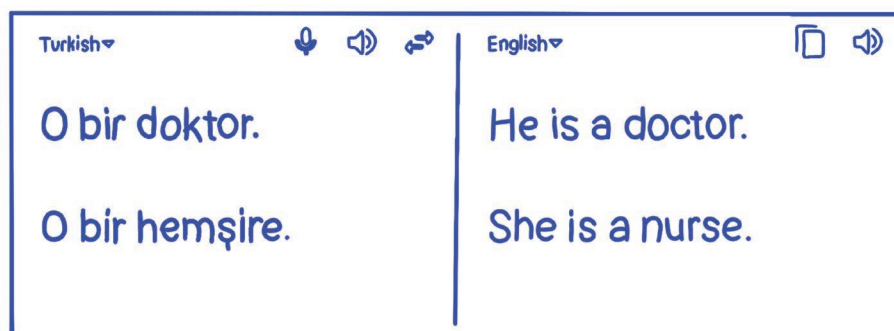 Turkish
English
O bir doktor.
He is a doctor.
O bir hemşire.
She is a nurse.